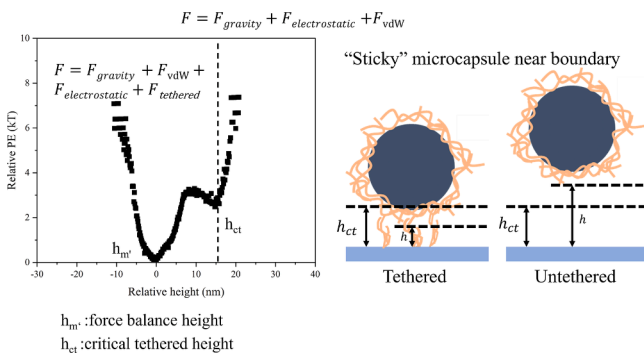 F = F_gravity + F_electrostatic + F_vdW
F = F_gravity + F_vdW +
F_electrostatic + F_tethered
Relative PE (KT)
10
8
6
4
2
0
h_m'
h_ct
-30 -20 -10 0 10 20 30 40
Relative height (nm)
h_m' :force balance height
h_ct :critical tethered height
“Sticky” microcapsule near boundary
h_ct
h
Tethered
h_ct
h
Untethered